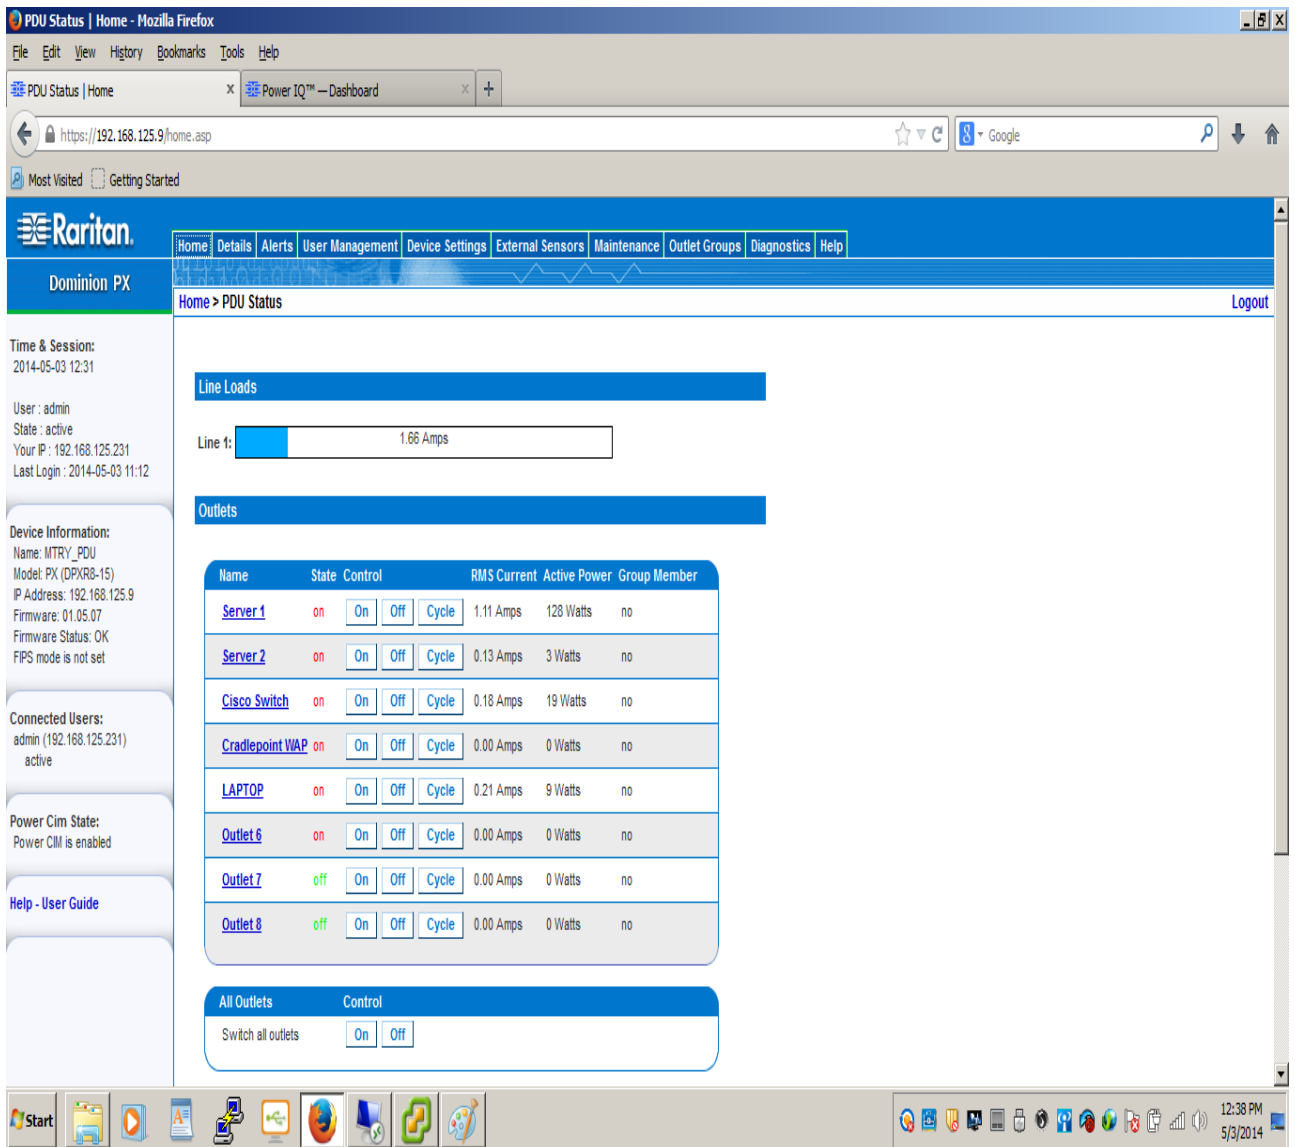 PDU Status | Home - Mozilla Firefox
File Edit View History Bookmarks Tools Help
PDU Status | Home x Power IQ™ — Dashboard x +
https://192.168.125.9/home.asp Google
Most Visited Getting Started
Raritan.
Home Details Alerts User Management Device Settings External Sensors Maintenance Outlet Groups Diagnostics Help
Dominion PX
Home > PDU Status Logout
Time & Session:
2014-05-03 12:31
User : admin
State : active
Your IP : 192.168.125.231
Last Login : 2014-05-03 11:12
Device Information:
Name: MTRY_PDU
Model: PX (DPXR8-15)
IP Address: 192.168.125.9
Firmware: 01.05.07
Firmware Status: OK
FIPS mode is not set
Connected Users:
admin (192.168.125.231)
active
Power Cim State:
Power CIM is enabled
Help - User Guide
Line Loads
Line 1: 1.66 Amps
Outlets
Name State Control RMS Current Active Power Group Member
Server 1 on On Off Cycle 1.11 Amps 128 Watts no
Server 2 on On Off Cycle 0.13 Amps 3 Watts no
Cisco Switch on On Off Cycle 0.18 Amps 19 Watts no
Cradlepoint WAP on On Off Cycle 0.00 Amps 0 Watts no
LAPTOP on On Off Cycle 0.21 Amps 9 Watts no
Outlet 6 on On Off Cycle 0.00 Amps 0 Watts no
Outlet 7 off On Off Cycle 0.00 Amps 0 Watts no
Outlet 8 off On Off Cycle 0.00 Amps 0 Watts no
All Outlets Control
Switch all outlets On Off
Start
12:38 PM
5/3/2014